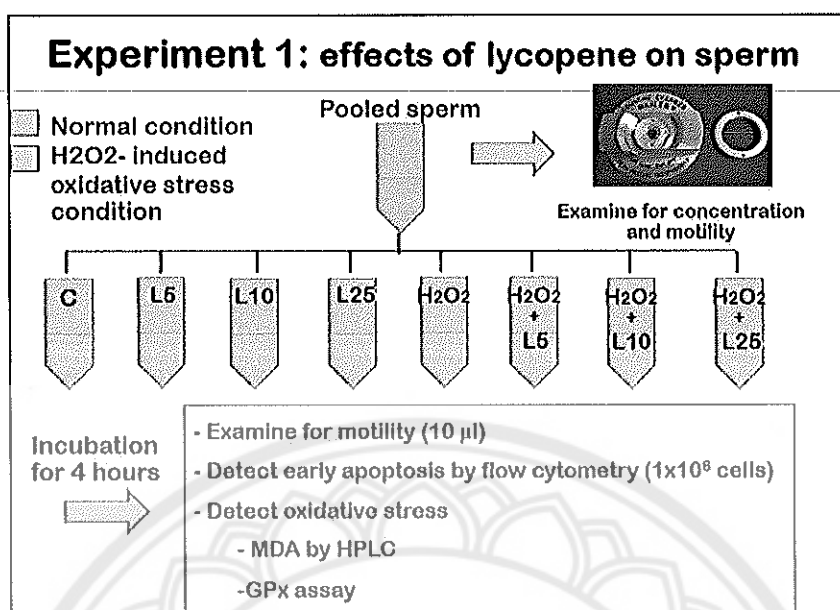 Experiment 1: effects of lycopene on sperm
Pooled sperm
Normal condition
H2O2- induced
oxidative stress
condition
Examine for concentration
and motility
C
L5
L10
L25
H2O2
H2O2
+
L5
H2O2
+
L10
H2O2
+
L25
Incubation
for 4 hours
- Examine for motility (10 µl)
- Detect early apoptosis by flow cytometry (1x10⁶ cells)
- Detect oxidative stress
- MDA by HPLC
-GPx assay